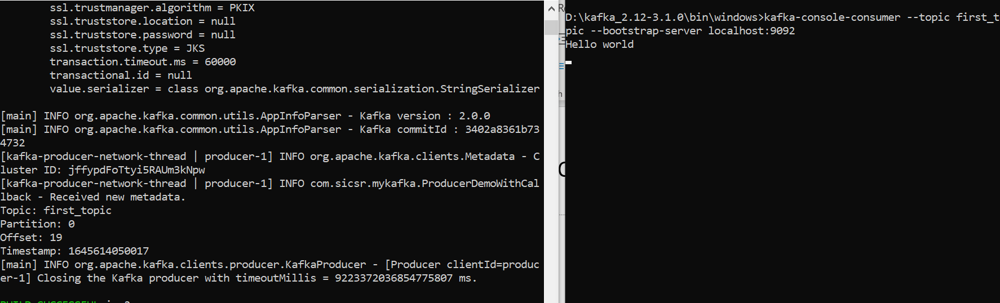 ssl.trustmanager.algorithm = PKIX
ssl.truststore.location = null
ssl.truststore.password = null
ssl.truststore.type = JKS
transaction.timeout.ms = 60000
transactional.id = null
value.serializer = class org.apache.kafka.common.serialization.StringSerializer
[main] INFO org.apache.kafka.common.utils.AppInfoParser - Kafka version : 2.0.0
[main] INFO org.apache.kafka.common.utils.AppInfoParser - Kafka commitId : 3402a8361b73
4732
[kafka-producer-network-thread | producer-1] INFO org.apache.kafka.clients.Metadata - C
luster ID: jffypdFoTtyi5RAUm3kNpw
[kafka-producer-network-thread | producer-1] INFO com.sicsr.mykafka.ProducerDemoWithCal
lback - Received new metadata.
Topic: first_topic
Partition: 0
Offset: 19
Timestamp: 1645614050017
[main] INFO org.apache.kafka.clients.producer.KafkaProducer - [Producer clientId=produc
er-1] Closing the Kafka producer with timeoutMillis = 9223372036854775807 ms.
BUILD SUCCESSFUL in
D:\kafka_2.12-3.1.0\bin\windows>kafka-console-consumer --topic first_t
pic --bootstrap-server localhost:9092
Hello world